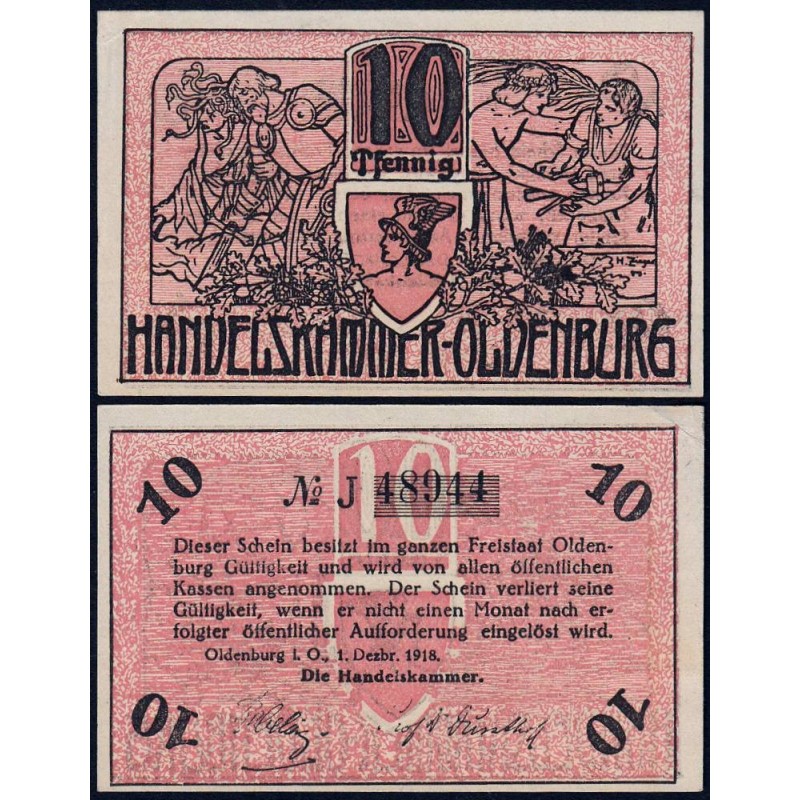 10
Pfennig
HANDELSKAMMER-OLDENBURG
10
10
10
No J 48944
Dieser Schein besitzt im ganzen Freistaat Olden-
burg Gültigkeit und wird von allen öffentlichen
Kassen angenommen. Der Schein verliert seine
Gültigkeit, wenn er nicht einen Monat nach er-
folgter öffentlicher Aufforderung eingelöst wird.
Oldenburg i. O., 1. Dezbr. 1918.
Die Handelskammer.
10
10